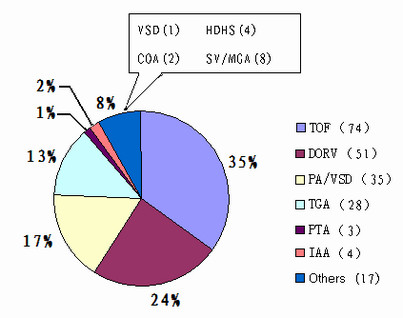 VSD (1) HDHS (4)
COA (2) SV/MGA (8)
2%
8%
1%
13%
35%
17%
24%
TOF (74)
DORV (51)
PA/VSD (35)
TGA (28)
PTA (3)
IAA (4)
Others (17)